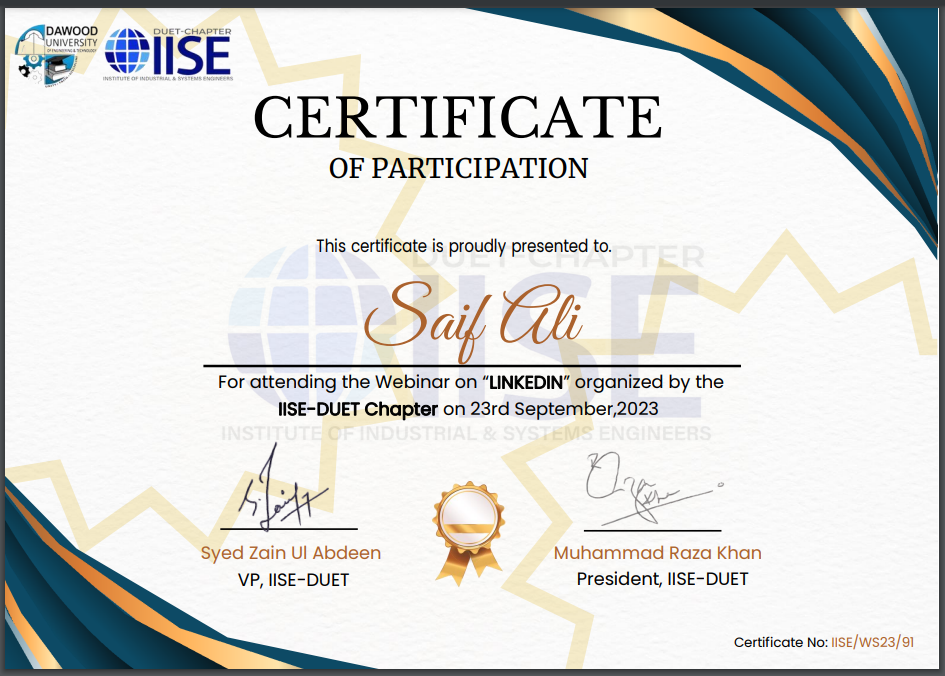 DAWOOD
UNIVERSITY
OF ENGINEERING & TECHNOLOGY
DUET-CHAPTER
IISE
INSTITUTE OF INDUSTRIAL & SYSTEMS ENGINEERS
CERTIFICATE
OF PARTICIPATION
This certificate is proudly presented to.
DUET-CHAPTER
IISE
Saif Ali
For attending the Webinar on “LINKEDIN” organized by the
IISE-DUET Chapter on 23rd September,2023
INSTITUTE OF INDUSTRIAL & SYSTEMS ENGINEERS
Syed Zain Ul Abdeen
VP, IISE-DUET
Muhammad Raza Khan
President, IISE-DUET
Certificate No: IISE/WS23/91